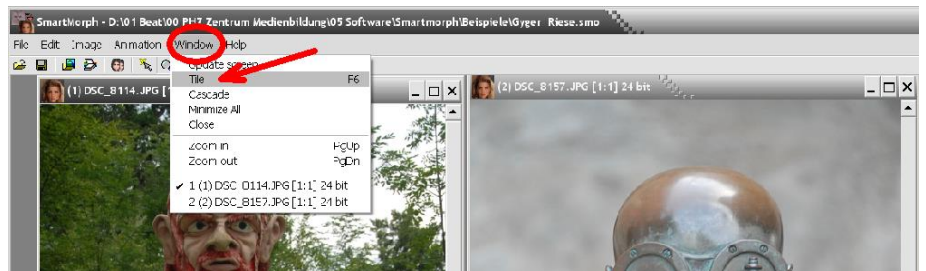 SmartMorph - D:\01 Beat\00 PH7 Zentrum Medienbildung\05 Software\Smartmorph\Beispiele\Gyger Riese.smo
File Edit Image Animation Window Help
Update screen
Tile F6
Cascade
Minimize All
Close
Zoom in PgUp
Zoom out PgDn
1 (1) DSC_8114.JPG [1:1] 24 bit
2 (2) DSC_8157.JPG [1:1] 24 bit
(1) DSC_8114.JPG [
(2) DSC_8157.JPG [1:1] 24 bit